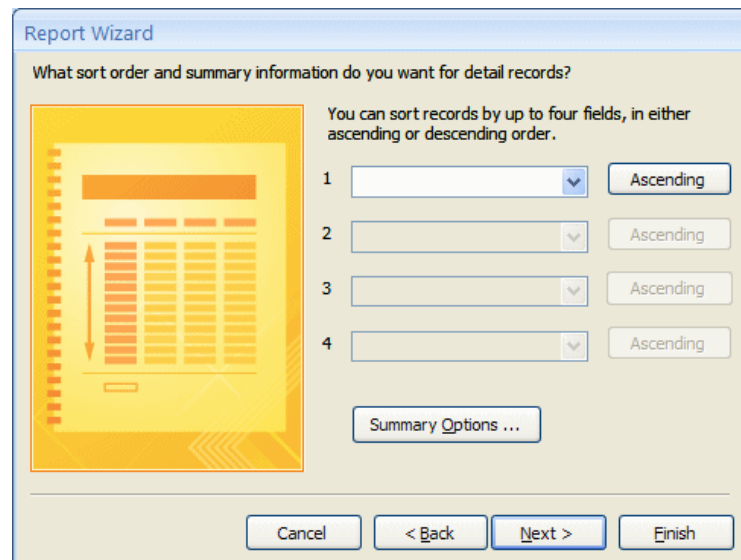 Report Wizard
What sort order and summary information do you want for detail records?
You can sort records by up to four fields, in either
ascending or descending order.
1 Ascending
2 Ascending
3 Ascending
4 Ascending
Summary Options ...
Cancel < Back Next > Finish